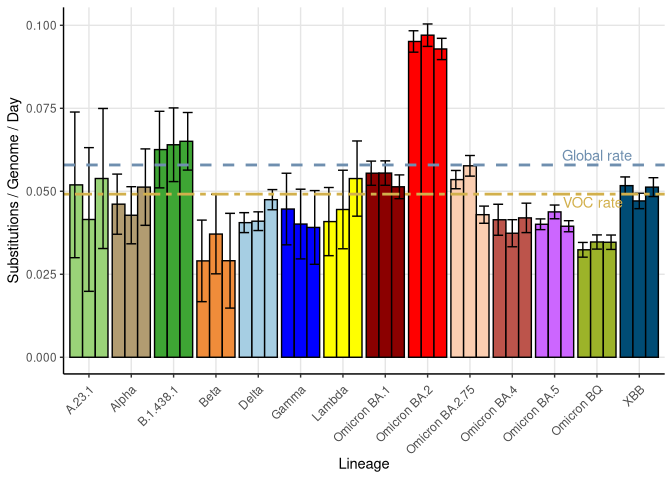 0.100
0.075
0.050
0.025
0.000
Substitutions / Genome / Day
Global rate
VOC rate
A.23.1
Alpha
B.1.438.1
Beta
Delta
Gamma
Lambda
Omicron BA.1
Omicron BA.2
Omicron BA.2.75
Omicron BA.4
Omicron BA.5
Omicron BQ
XBB
Lineage